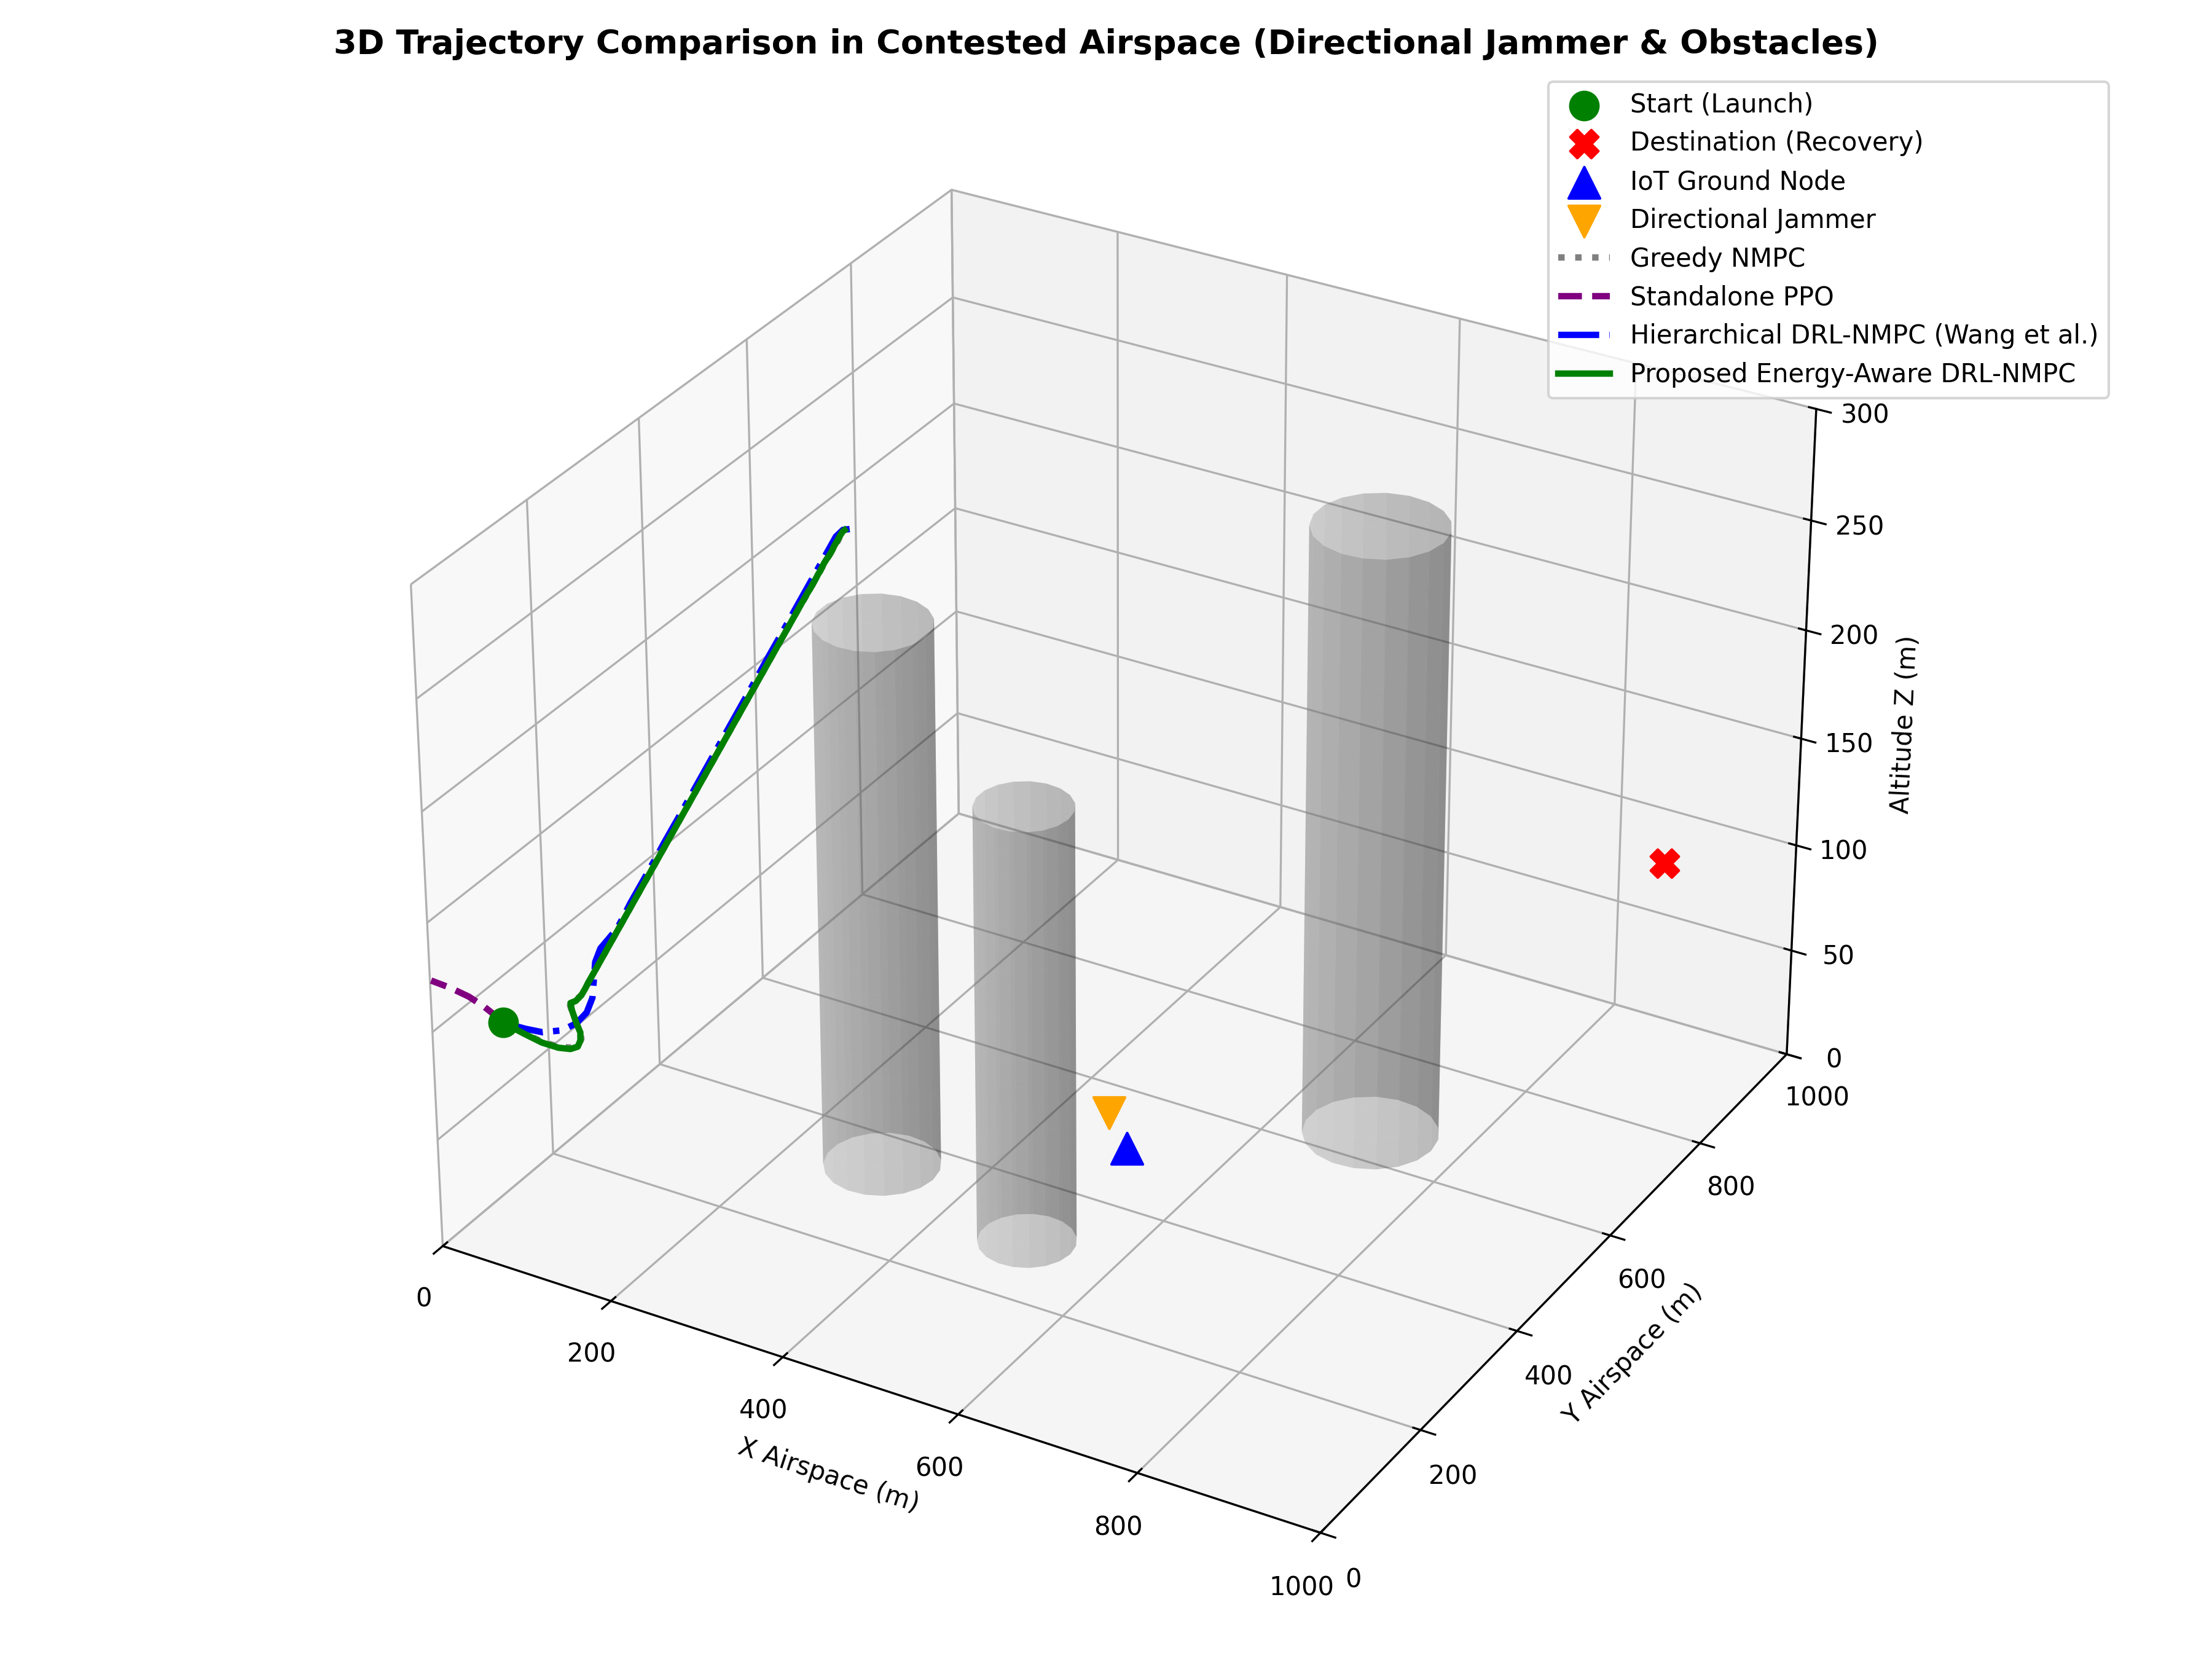 3D Trajectory Comparison in Contested Airspace (Directional Jammer & Obstacles)
Start (Launch)
Destination (Recovery)
IoT Ground Node
Directional Jammer
Greedy NMPC
Standalone PPO
Hierarchical DRL-NMPC (Wang et al.)
Proposed Energy-Aware DRL-NMPC
300
250
200
150
100
50
0
Altitude Z (m)
1000
800
600
400
200
0
Y Airspace (m)
0
200
400
600
800
1000
X Airspace (m)